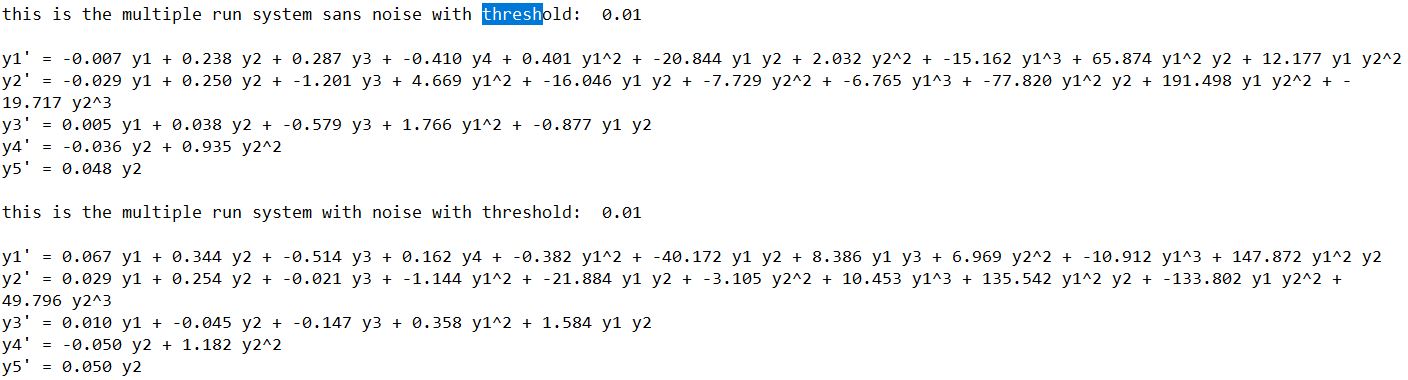 this is the multiple run system sans noise with threshold:  0.01
y1' = -0.007 y1 + 0.238 y2 + 0.287 y3 + -0.410 y4 + 0.401 y1^2 + -20.844 y1 y2 + 2.032 y2^2 + -15.162 y1^3 + 65.874 y1^2 y2 + 12.177 y1 y2^2
y2' = -0.029 y1 + 0.250 y2 + -1.201 y3 + 4.669 y1^2 + -16.046 y1 y2 + -7.729 y2^2 + -6.765 y1^3 + -77.820 y1^2 y2 + 191.498 y1 y2^2 + -
19.717 y2^3
y3' = 0.005 y1 + 0.038 y2 + -0.579 y3 + 1.766 y1^2 + -0.877 y1 y2
y4' = -0.036 y2 + 0.935 y2^2
y5' = 0.048 y2
this is the multiple run system with noise with threshold:  0.01
y1' = 0.067 y1 + 0.344 y2 + -0.514 y3 + 0.162 y4 + -0.382 y1^2 + -40.172 y1 y2 + 8.386 y1 y3 + 6.969 y2^2 + -10.912 y1^3 + 147.872 y1^2 y2
y2' = 0.029 y1 + 0.254 y2 + -0.021 y3 + -1.144 y1^2 + -21.884 y1 y2 + -3.105 y2^2 + 10.453 y1^3 + 135.542 y1^2 y2 + -133.802 y1 y2^2 +
49.796 y2^3
y3' = 0.010 y1 + -0.045 y2 + -0.147 y3 + 0.358 y1^2 + 1.584 y1 y2
y4' = -0.050 y2 + 1.182 y2^2
y5' = 0.050 y2